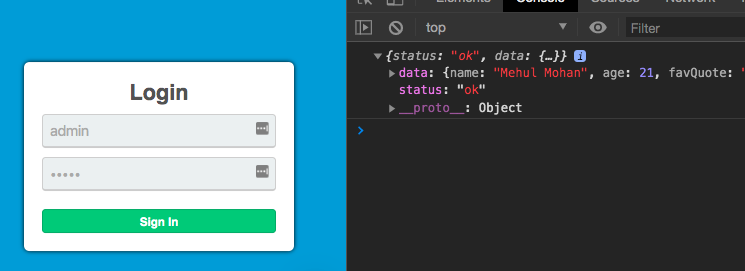 Login
admin
•••••
Sign In
Elements Console Sources Network
top
Filter
{status: "ok", data: {…}} i
data: {name: "Mehul Mohan", age: 21, favQuote: "
status: "ok"
__proto__: Object